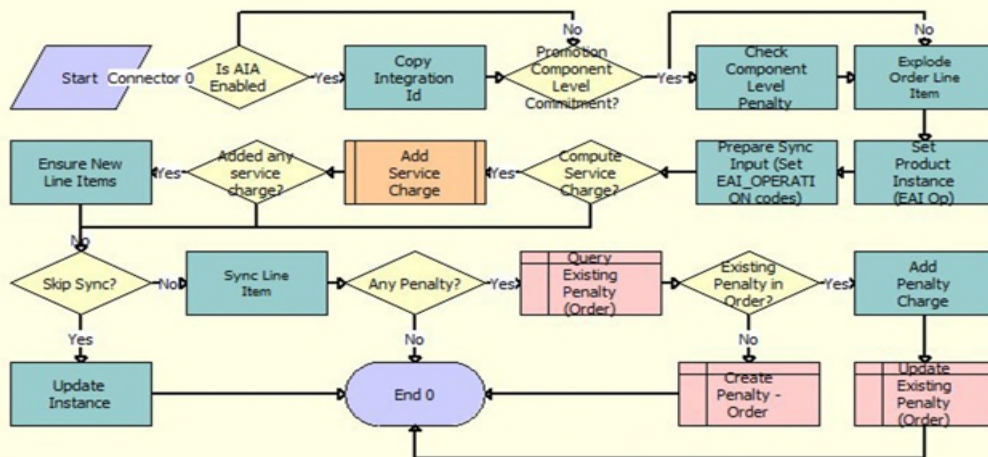 No
No
Start
Connector 0
Is AIA
Enabled
Yes
Copy
Integration
Id
Promotion
Component
Level
Commitment?
Yes
Check
Component
Level
Penalty
Explode
Order Line
Item
Ensure New
Line Items
Yes
Added any
service
charge?
Add
Service
Charge
Yes
Compute
Service
Charge?
Prepare Sync
Input (Set
EAI_OPERATI
ON codes)
Set
Product
Instance
(EAI Op)
No
Skip Sync?
No
Sync Line
Item
Any Penalty?
Yes
Query
Existing
Penalty
(Order)
Existing
Penalty in
Order?
Yes
Add
Penalty
Charge
Yes
No
No
Update
Instance
End 0
Create
Penalty -
Order
Update
Existing
Penalty
(Order)